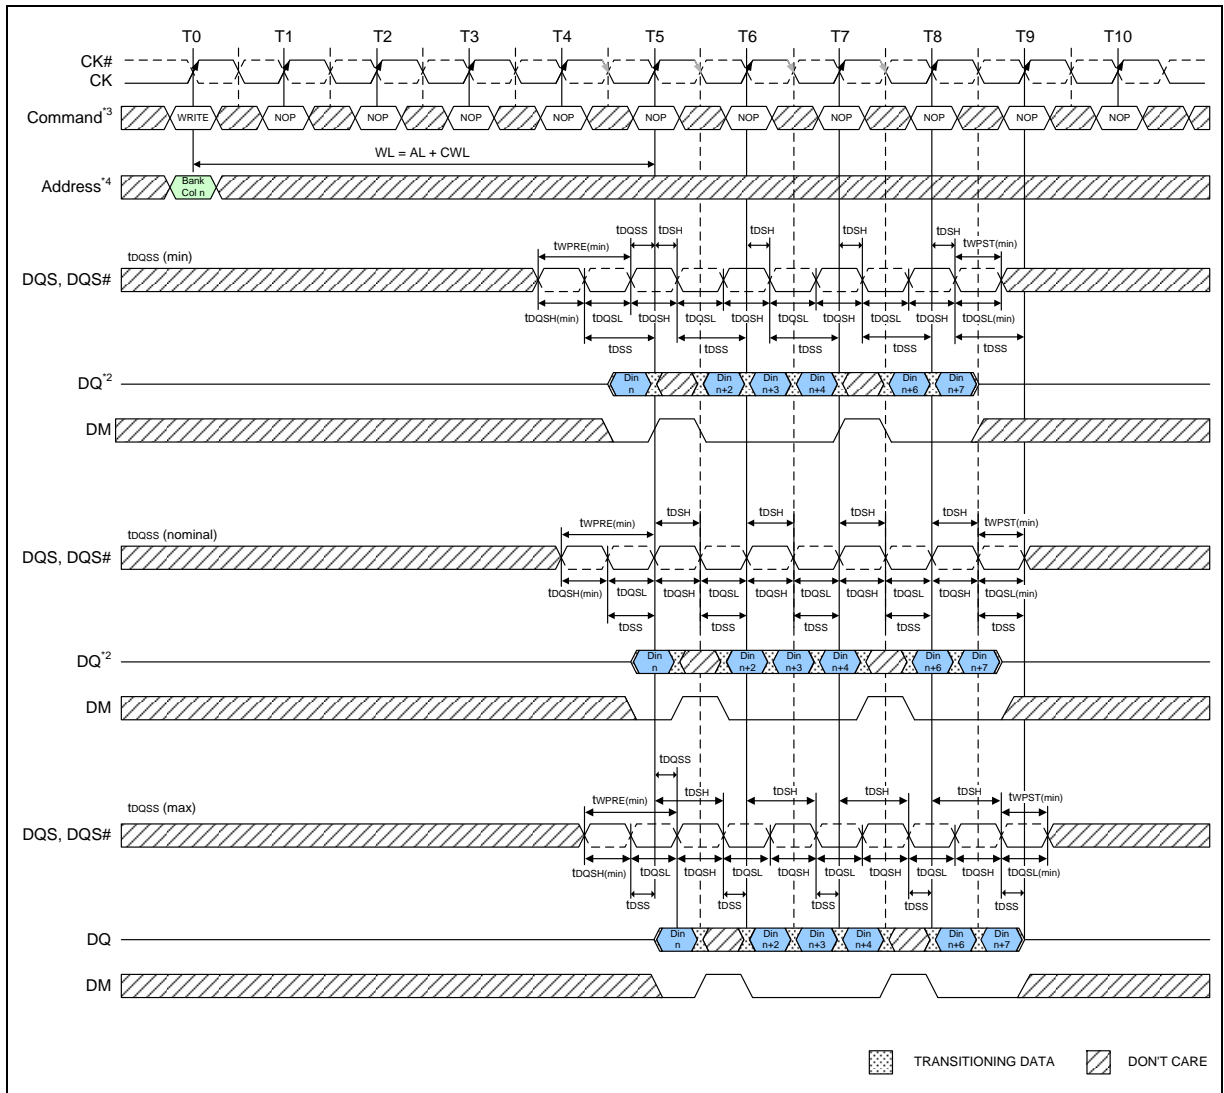 T0 T1 T2 T3 T4 T5 T6 T7 T8 T9 T10
CK#
CK
Command*3 WRITE NOP NOP NOP NOP NOP NOP NOP NOP NOP NOP
WL = AL + CWL
Address*4 Bank
Col n
tDQSS tDSH tDSH tDSH tDSH
tWPRE(min) tWPST(min)
tDQSS (min)
DQS, DQS#
tDQSH(min) tDQSL tDQSH tDQSL tDQSH tDQSL tDQSH tDQSL tDQSH tDQSL(min)
tDSS tDSS tDSS tDSS tDSS
DQ*2 Din n Din n+2 Din n+3 Din n+4 Din n+6 Din n+7
DM
tDSH tDSH tDSH tDSH
tWPRE(min) tWPST(min)
tDQSS (nominal)
DQS, DQS#
tDQSH(min) tDQSL tDQSH tDQSL tDQSH tDQSL tDQSH tDQSL tDQSH tDQSL(min)
tDSS tDSS tDSS tDSS tDSS
DQ*2 Din n Din n+2 Din n+3 Din n+4 Din n+6 Din n+7
DM
tDQSS
tDQSS (max) tWPRE(min) tDSH tDSH tDSH tDSH tWPST(min)
DQS, DQS#
tDQSH(min) tDQSL tDQSH tDQSL tDQSH tDQSL tDQSH tDQSL tDQSH tDQSL(min)
tDSS tDSS tDSS tDSS tDSS
DQ Din n Din n+2 Din n+3 Din n+4 Din n+6 Din n+7
DM
TRANSITIONING DATA DON'T CARE